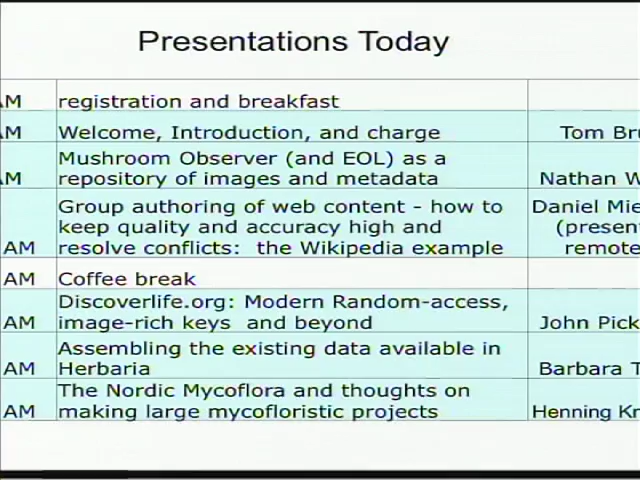 Presentations Today
AM registration and breakfast
AM Welcome, Introduction, and charge Tom Bru
Mushroom Observer (and EOL) as a
AM repository of images and metadata Nathan W
Group authoring of web content - how to Daniel Mie
keep quality and accuracy high and (presen
AM resolve conflicts: the Wikipedia example remote
AM Coffee break
Discoverlife.org: Modern Random-access,
AM image-rich keys and beyond John Pick
Assembling the existing data available in
AM Herbaria Barbara T
The Nordic Mycoflora and thoughts on
AM making large mycofloristic projects Henning Kn